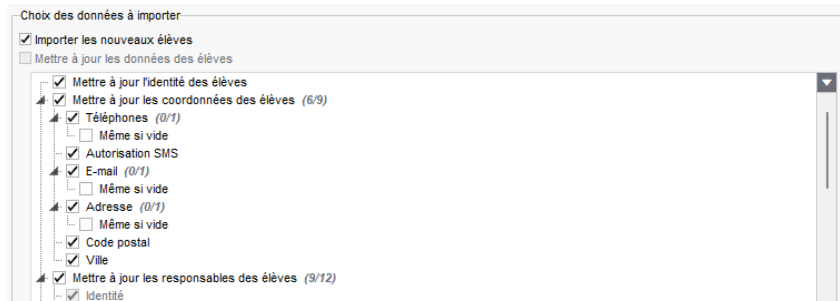 Choix des données à importer
Importer les nouveaux élèves
Mettre à jour les données des élèves
Mettre à jour l'identité des élèves
Mettre à jour les coordonnées des élèves (6/9)
Téléphones (0/1)
Même si vide
Autorisation SMS
E-mail (0/1)
Même si vide
Adresse (0/1)
Même si vide
Code postal
Ville
Mettre à jour les responsables des élèves (9/12)
Identité